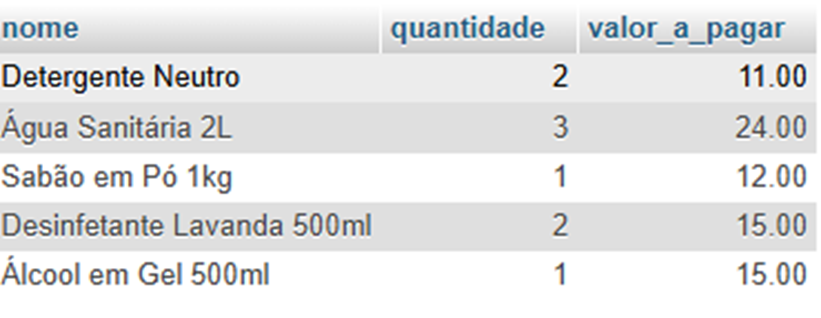 nome quantidade valor_a_pagar
Detergente Neutro 2 11.00
Água Sanitária 2L 3 24.00
Sabão em Pó 1kg 1 12.00
Desinfetante Lavanda 500ml 2 15.00
Álcool em Gel 500ml 1 15.00